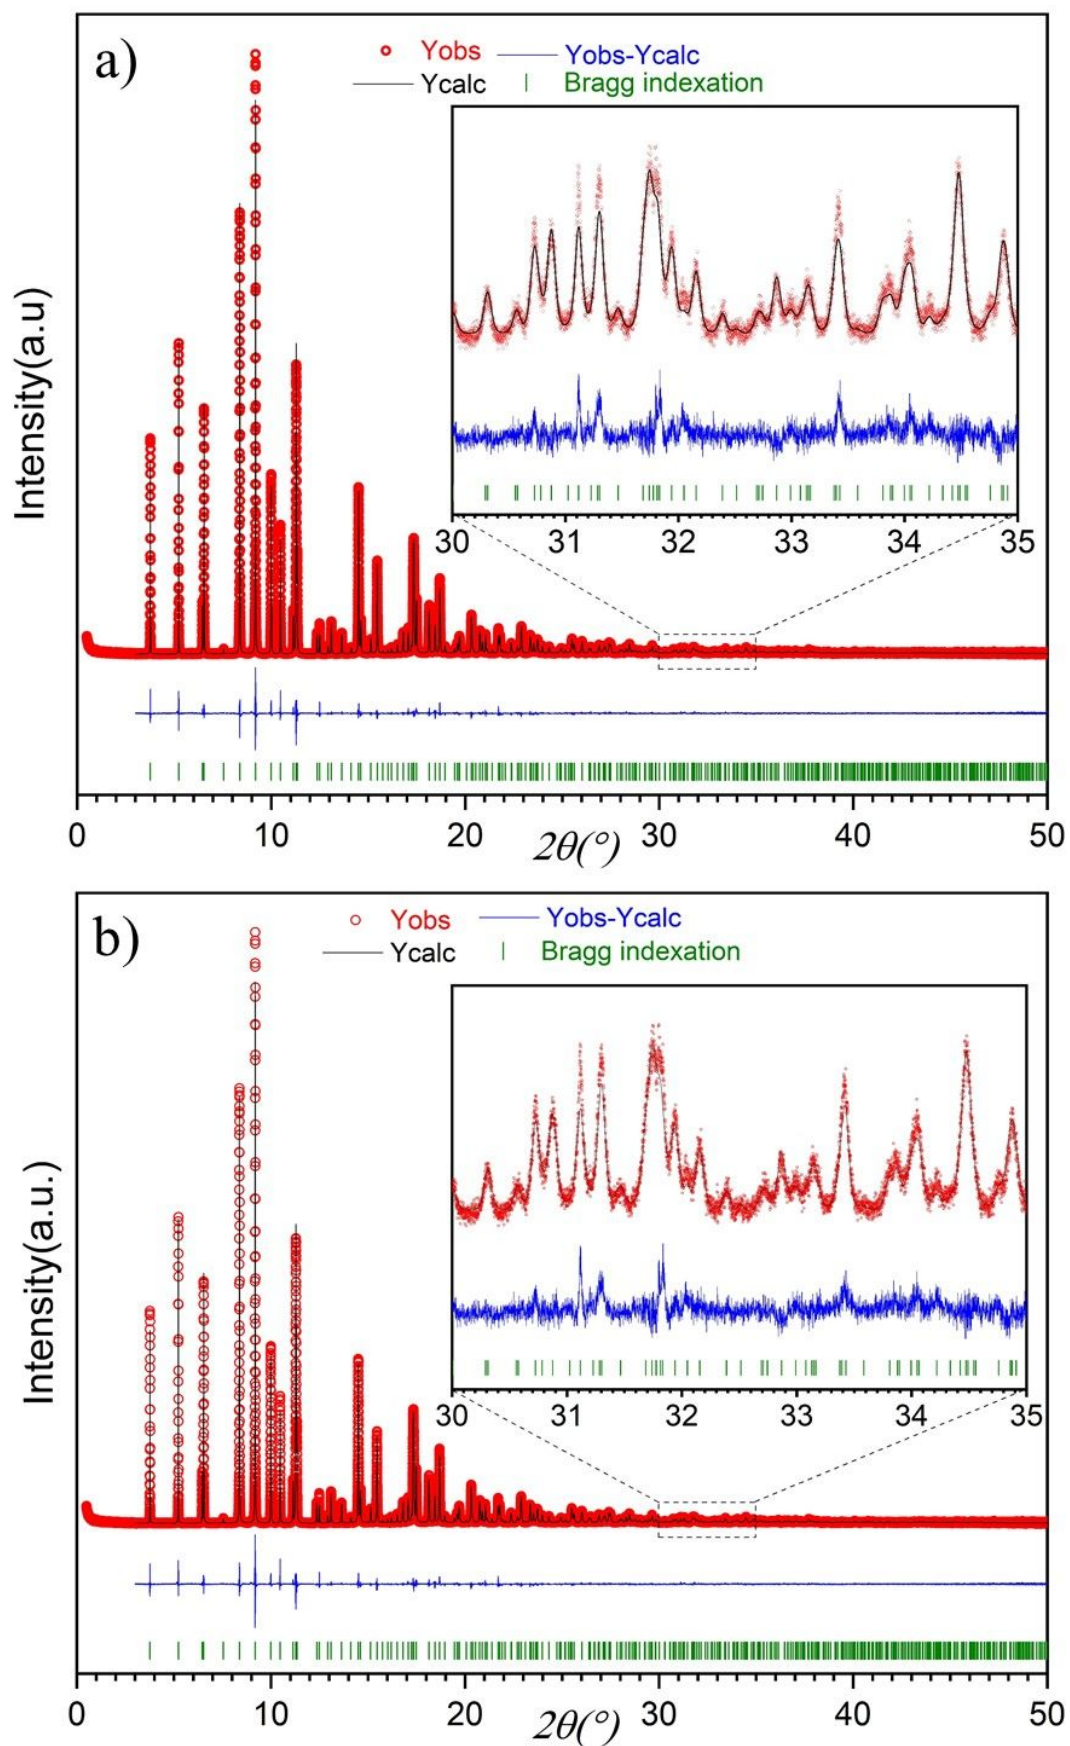 a)
Yobs Yobs-Ycalc
Ycalc Bragg indexation
Intensity(a.u)
30 31 32 33 34 35
0 10 20 30 40 50
2θ(°)
b)
Yobs Yobs-Ycalc
Ycalc Bragg indexation
Intensity(a.u.)
30 31 32 33 34 35
0 10 20 30 40 50
2θ(°)